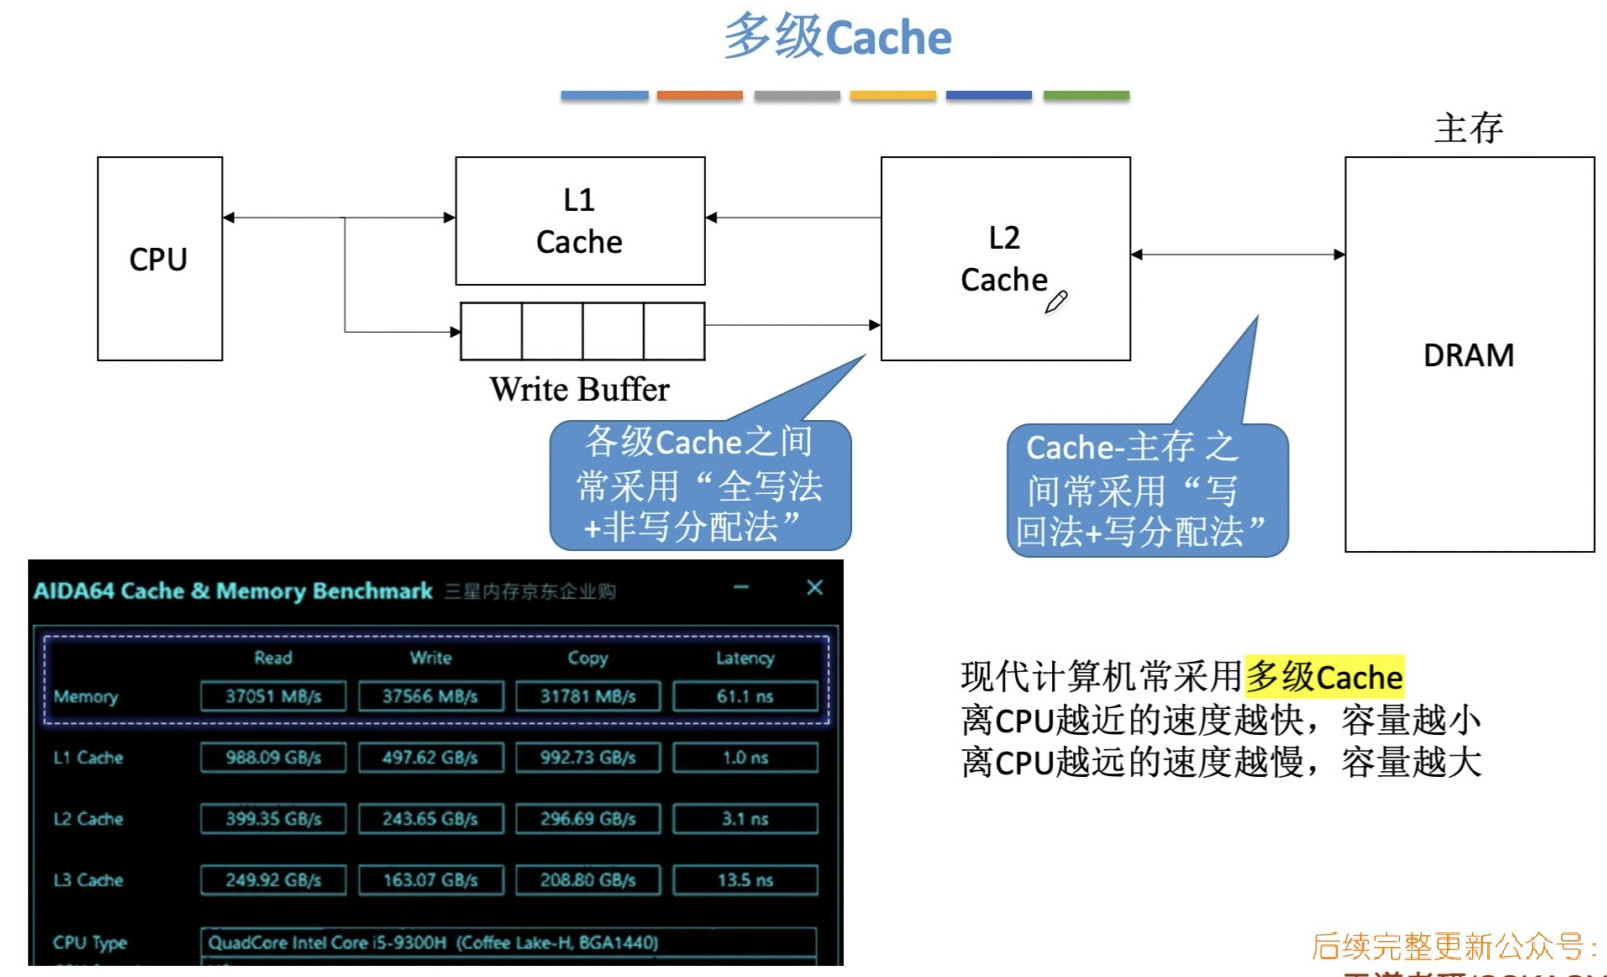 多级Cache
主存
CPU
L1
Cache
L2
Cache
DRAM
Write Buffer
各级Cache之间
常采用“全写法
+非写分配法”
Cache-主存 之
间常采用“写
回法+写分配法”
AIDA64 Cache & Memory Benchmark 三星内存京东企业购
Read Write Copy Latency
Memory 37051 MB/s 37566 MB/s 31781 MB/s 61.1 ns
L1 Cache 988.09 GB/s 497.62 GB/s 992.73 GB/s 1.0 ns
L2 Cache 399.35 GB/s 243.65 GB/s 296.69 GB/s 3.1 ns
L3 Cache 249.92 GB/s 163.07 GB/s 208.80 GB/s 13.5 ns
CPU Type QuadCore Intel Core i5-9300H (Coffee Lake-H, BGA1440)
现代计算机常采用多级Cache
离CPU越近的速度越快，容量越小
离CPU越远的速度越慢，容量越大
后续完整更新公众号：